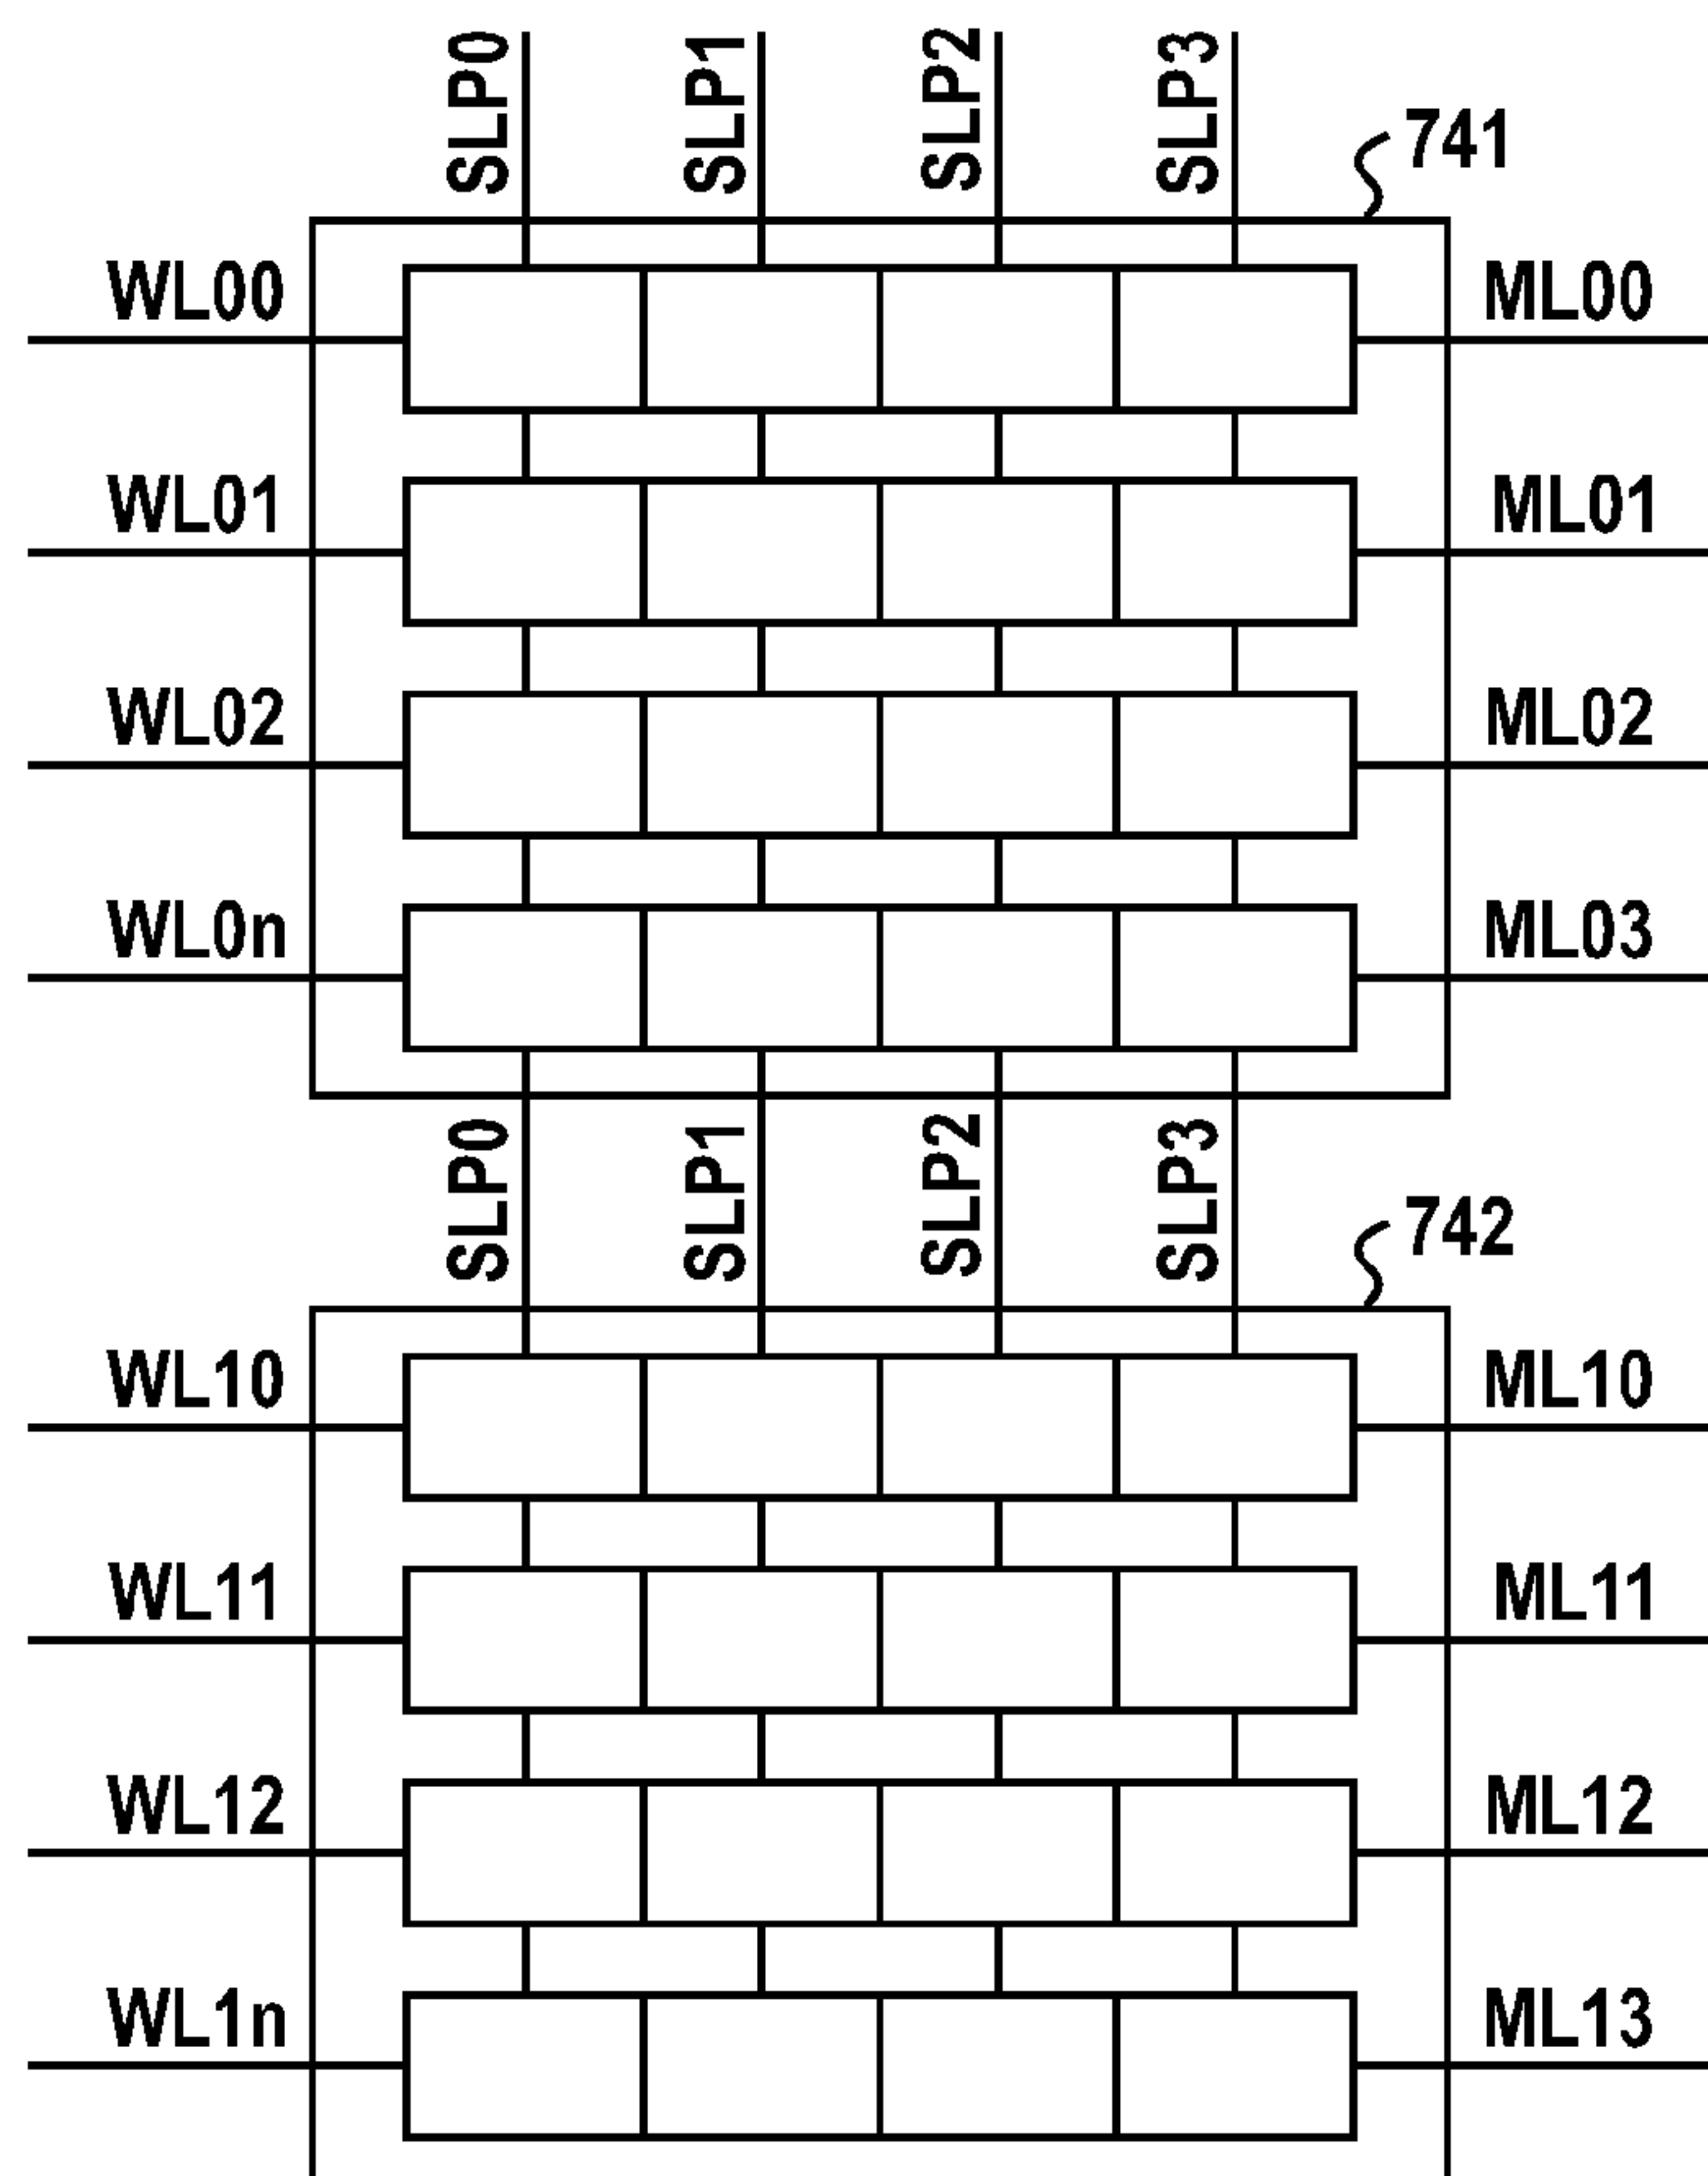 SLP0 SLP1 SLP2 SLP3
741
WL00 ML00
WL01 ML01
WL02 ML02
WL0n ML03
SLP0 SLP1 SLP2 SLP3
742
WL10 ML10
WL11 ML11
WL12 ML12
WL1n ML13